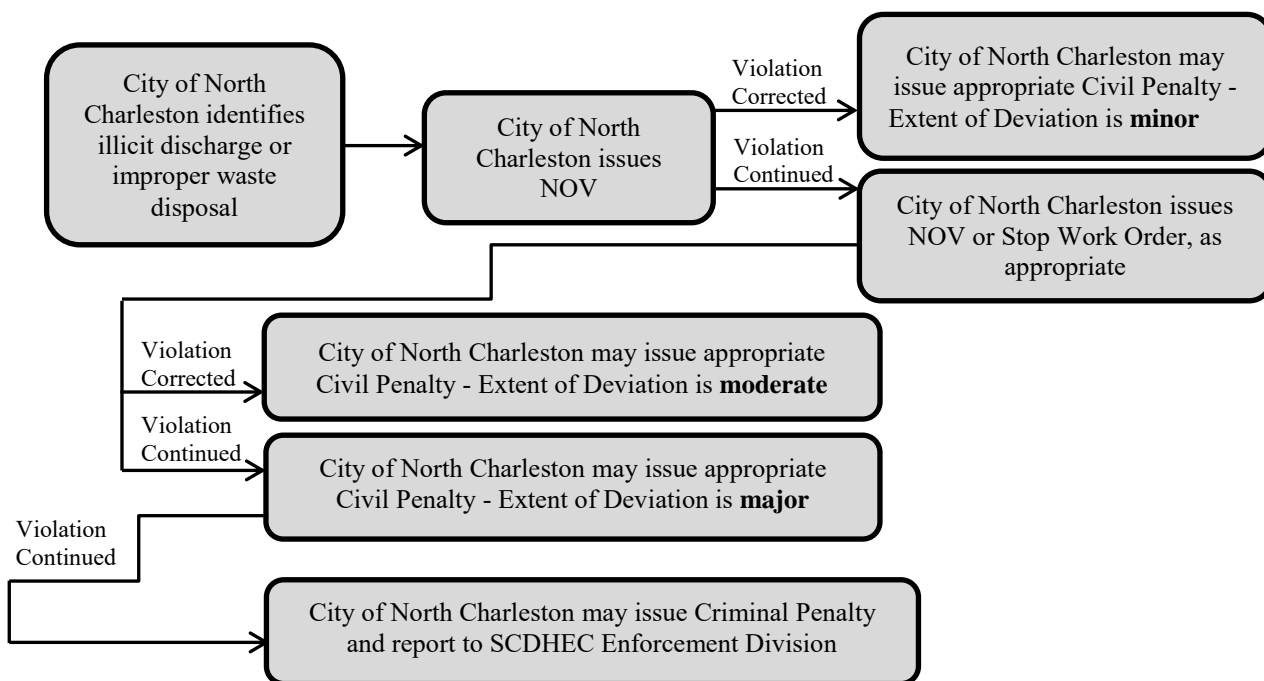 City of North
Charleston identifies
illicit discharge or
improper waste
disposal
City of North
Charleston issues
NOV
Violation
Corrected
City of North Charleston may
issue appropriate Civil Penalty -
Extent of Deviation is minor
Violation
Continued
City of North Charleston issues
NOV or Stop Work Order, as
appropriate
Violation
Corrected
City of North Charleston may issue appropriate
Civil Penalty - Extent of Deviation is moderate
Violation
Continued
City of North Charleston may issue appropriate
Civil Penalty - Extent of Deviation is major
Violation
Continued
City of North Charleston may issue Criminal Penalty
and report to SCDHEC Enforcement Division